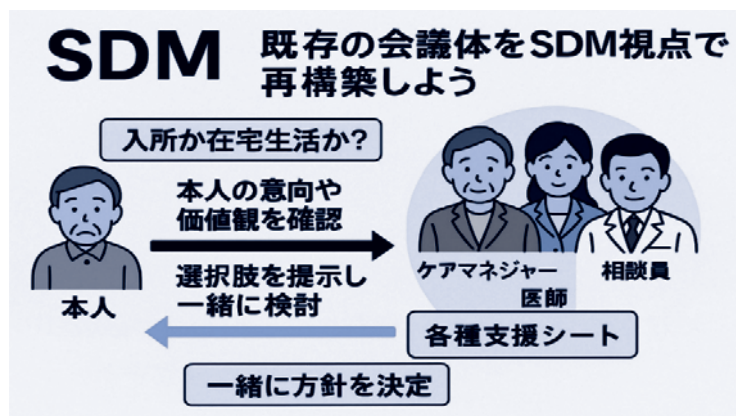 SDM
既存の会議体をSDM視点で
再構築しよう
入所か在宅生活か?
本人の意向や
価値観を確認
選択肢を提示し
一緒に検討
本人
ケアマネジャー
相談員
医師
各種支援シート
一緒に方針を決定